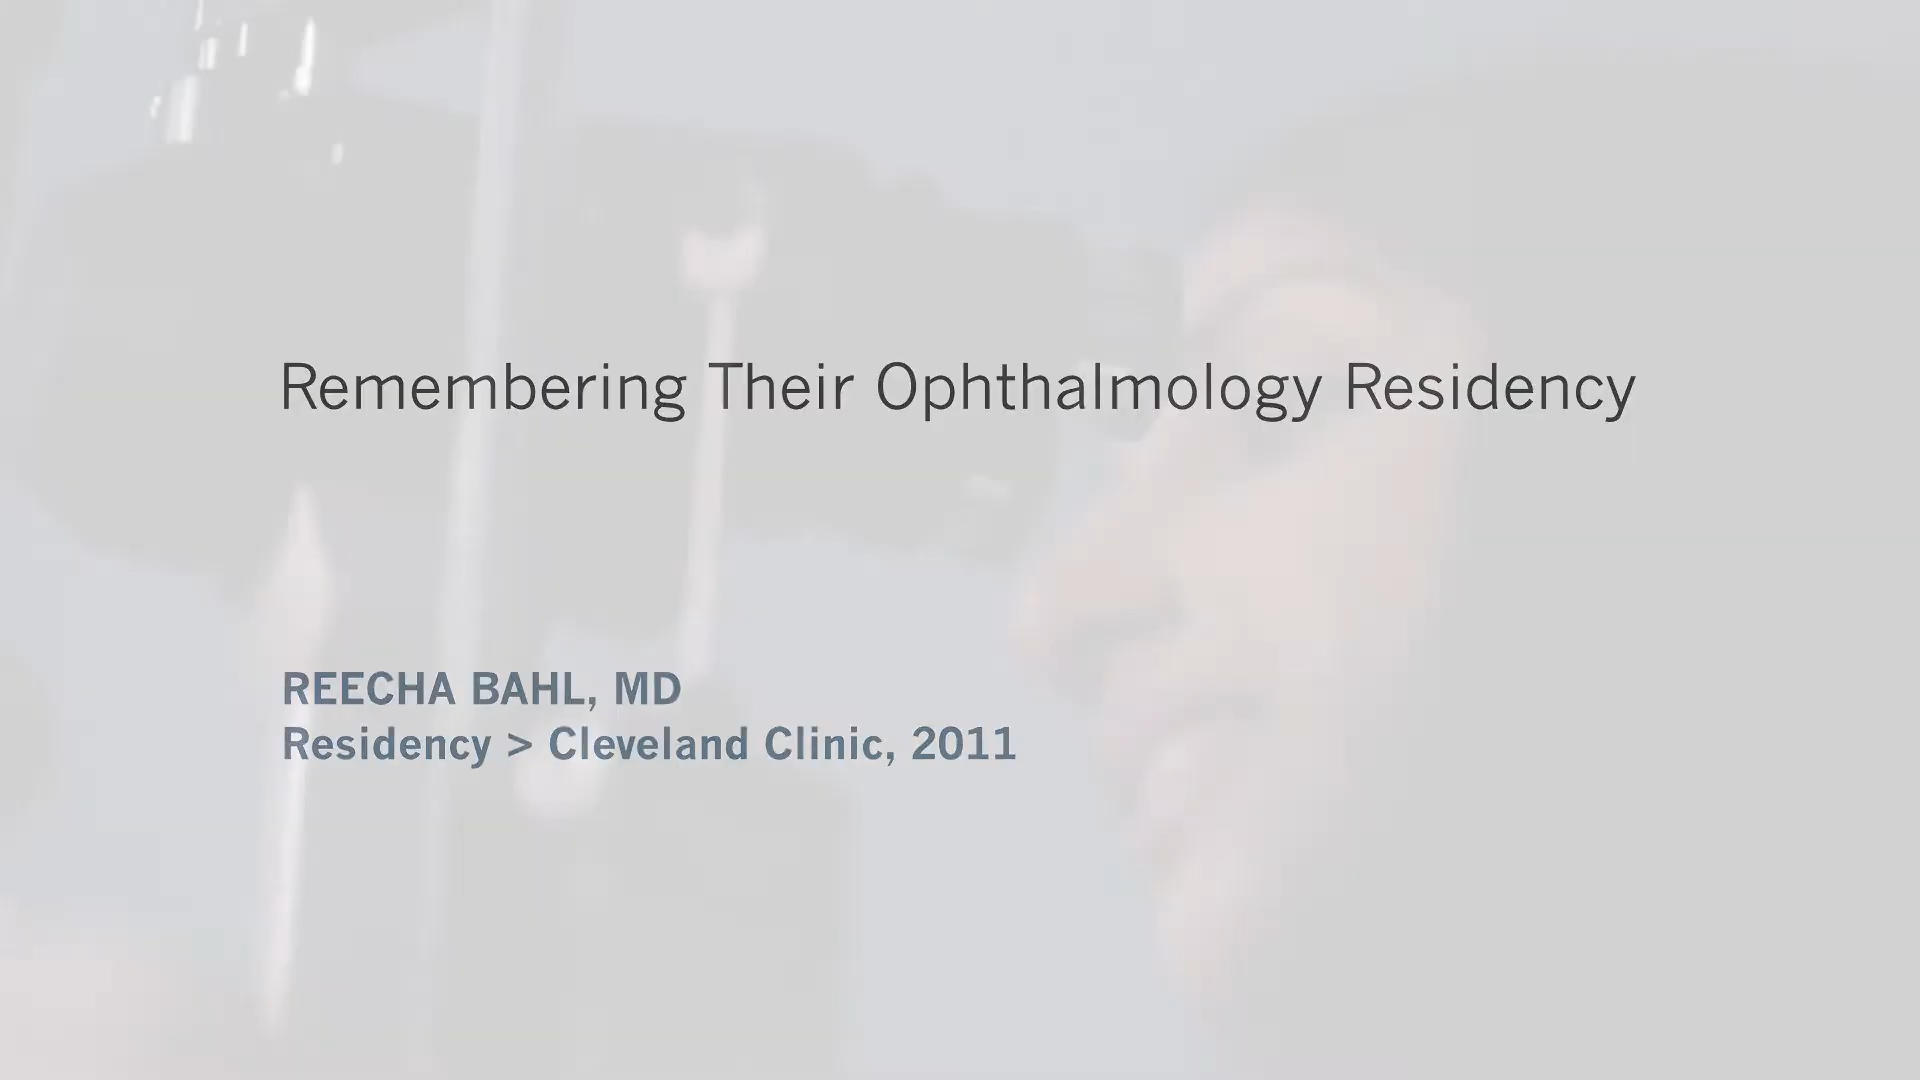 Remembering Their Ophthalmology Residency
REECHA BAHL, MD
Residency > Cleveland Clinic, 2011